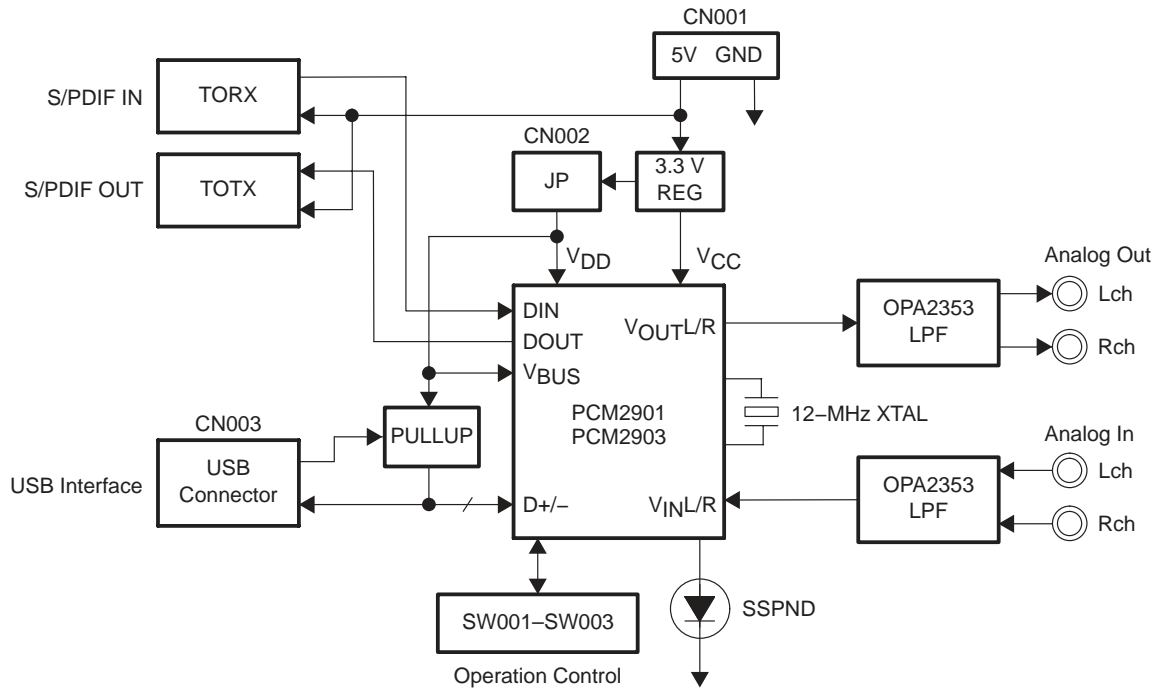 CN001
5V GND
S/PDIF IN
TORX
CN002
S/PDIF OUT
TOTX
JP
3.3 V
REG
VDD
VCC
Analog Out
DIN
DOUT
VBUS
VOUTL/R
OPA2353
LPF
Lch
Rch
PCM2901
PCM2903
12–MHz XTAL
CN003
PULLUP
USB Interface
USB
Connector
D+/–
VINL/R
Analog In
OPA2353
LPF
Lch
Rch
SW001–SW003
SSPND
Operation Control